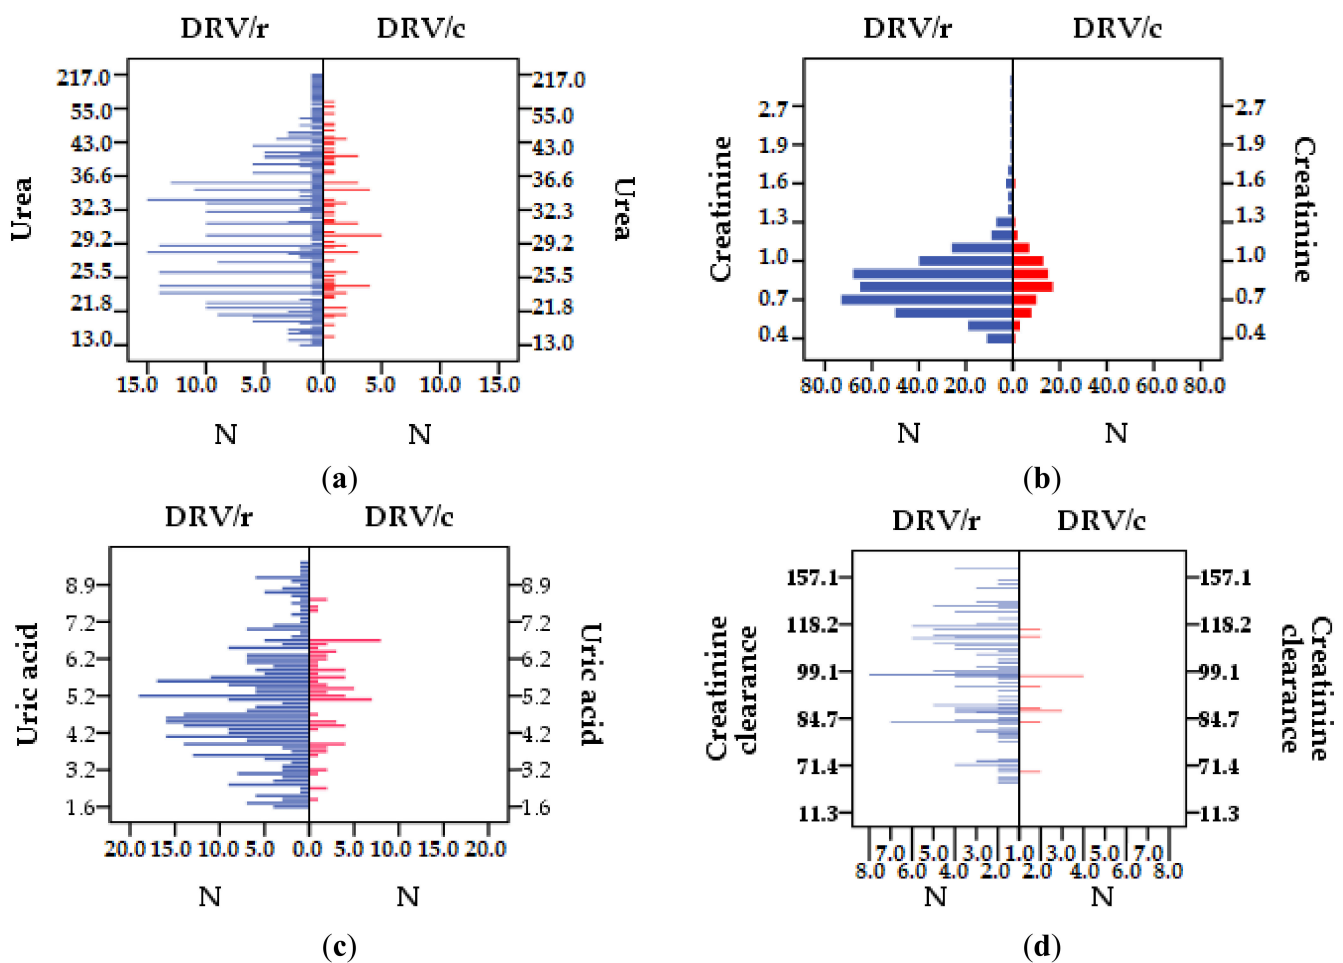 DRV/r DRV/c
Urea
217.0
55.0
43.0
36.6
32.3
29.2
25.5
21.8
13.0
217.0
55.0
43.0
36.6
32.3
29.2
25.5
21.8
13.0
Urea
15.0 10.0 5.0 0.0 5.0 10.0 15.0
N N
(a)
DRV/r DRV/c
Creatinine
2.7
1.9
1.6
1.3
1.0
0.7
0.4
2.7
1.9
1.6
1.3
1.0
0.7
0.4
Creatinine
80.0 60.0 40.0 20.0 0.0 20.0 40.0 60.0 80.0
N N
(b)
DRV/r DRV/c
Uric acid
8.9
7.2
6.2
5.2
4.2
3.2
1.6
8.9
7.2
6.2
5.2
4.2
3.2
1.6
Uric acid
20.0 15.0 10.0 5.0 0.0 5.0 10.0 15.0 20.0
N N
(c)
DRV/r DRV/c
Creatinine
clearance
157.1
118.2
99.1
84.7
71.4
11.3
157.1
118.2
99.1
84.7
71.4
11.3
Creatinine
clearance
7.0 5.0 3.0 1.0 3.0 5.0 7.0
8.0 6.0 4.0 2.0 2.0 4.0 6.0 8.0
N N
(d)